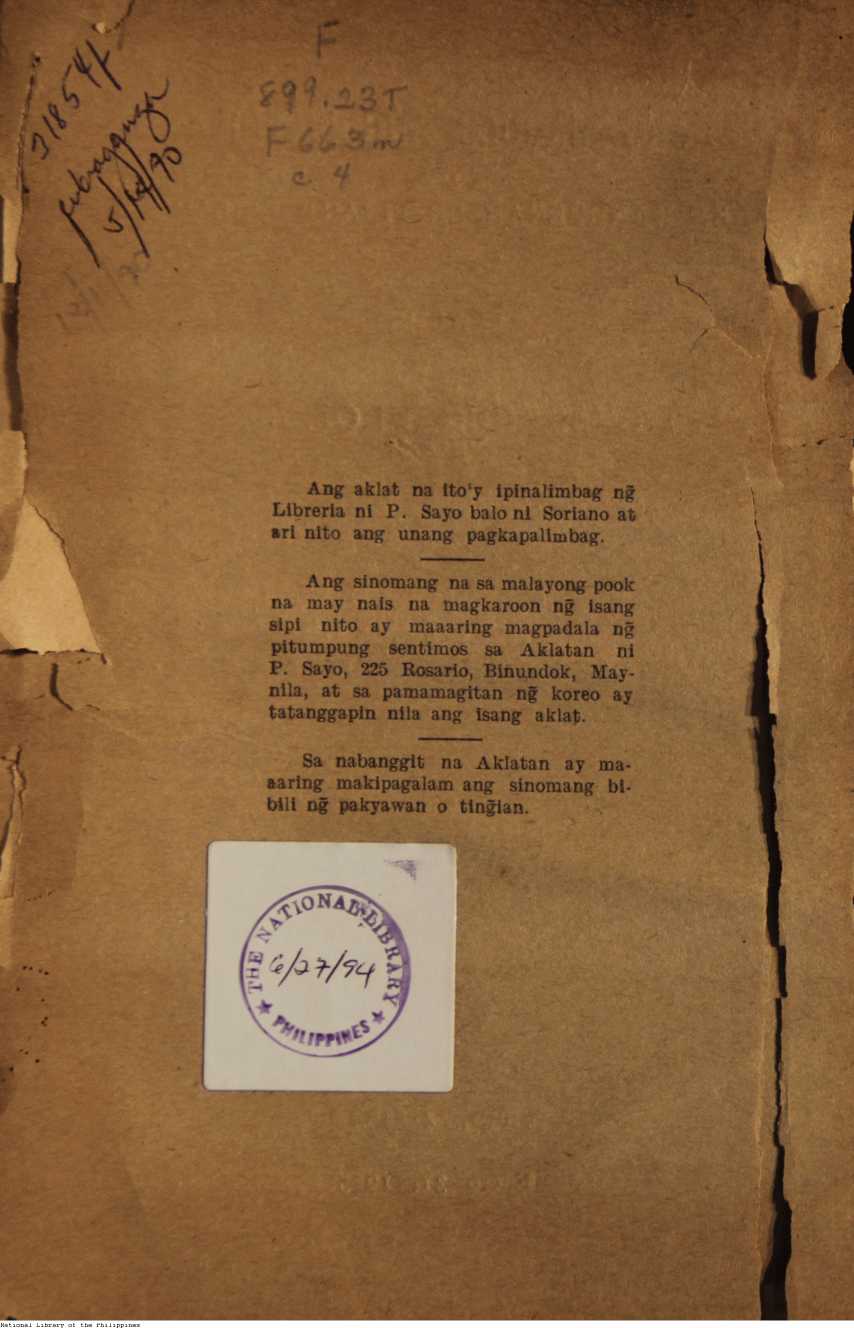 F
899.23T
F663m
c 4
318541
5/14/90
Ang aklat na ito'y ipinalimbag ng̃
Libreria ni P. Sayo balo ni Soriano at
ari nito ang unang pagkapalimbag.
Ang sinomang na sa malayong pook
na may nais na magkaroon ng̃ isang
sipi nito ay maaaring magpadala ng̃
pitumpung sentimos sa Aklatan ni
P. Sayo, 225 Rosario, Binundok, May-
nila, at sa pamamagitan ng̃ koreo ay
tatanggapin nila ang isang aklat.
Sa nabanggit na Aklatan ay ma-
aaring makipagalam ang sinomang bi-
bili ng̃ pakyawan o ting̃ian.
THE NATIONAL LIBRARY
6/27/94
PHILIPPINES
National Library of the Philippines